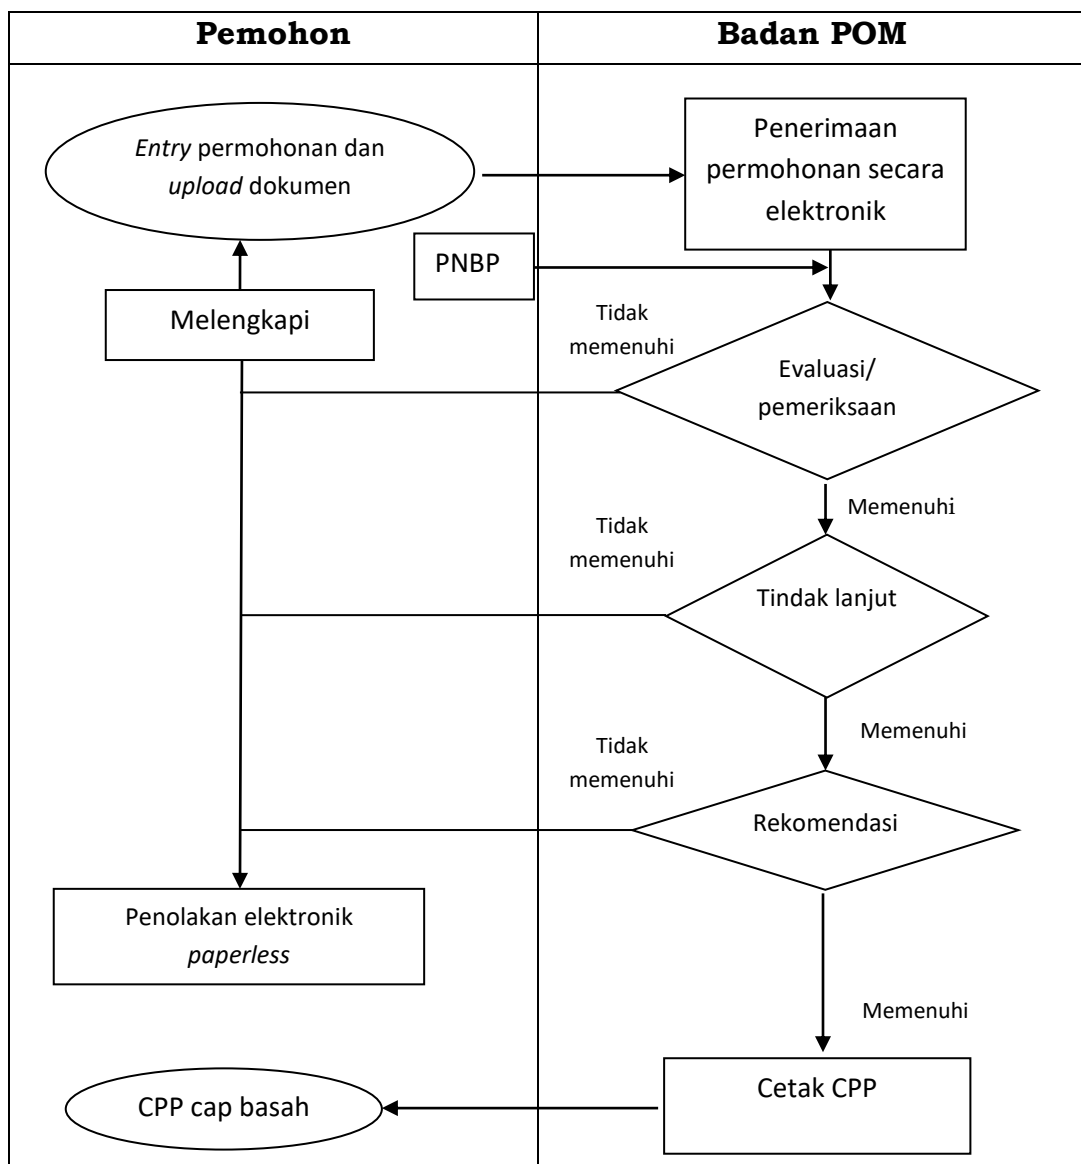 Pemohon
Badan POM
Entry permohonan dan
upload dokumen
Penerimaan
permohonan secara
elektronik
PNBP
Melengkapi
Tidak
memenuhi
Evaluasi/
pemeriksaan
Memenuhi
Tidak
memenuhi
Tindak lanjut
Memenuhi
Tidak
memenuhi
Rekomendasi
Penolakan elektronik
paperless
Memenuhi
Cetak CPP
CPP cap basah